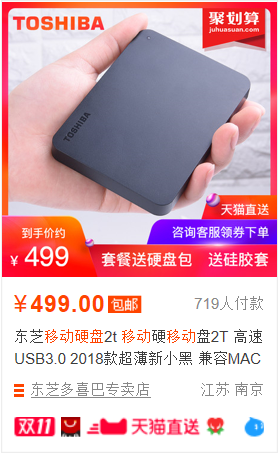 TOSHIBA
聚划算
juhuasuan.com
TOSHIBA
天猫直送
到手价约
咨询客服领券下单
¥ 499
套餐送硬盘包 送硅胶套
¥499.00 包邮 719人付款
东芝移动硬盘2t 移动硬移动盘2T 高速
USB3.0 2018款超薄新小黑 兼容MAC
东芝多喜巴专卖店 江苏 南京
双11 天猫直送